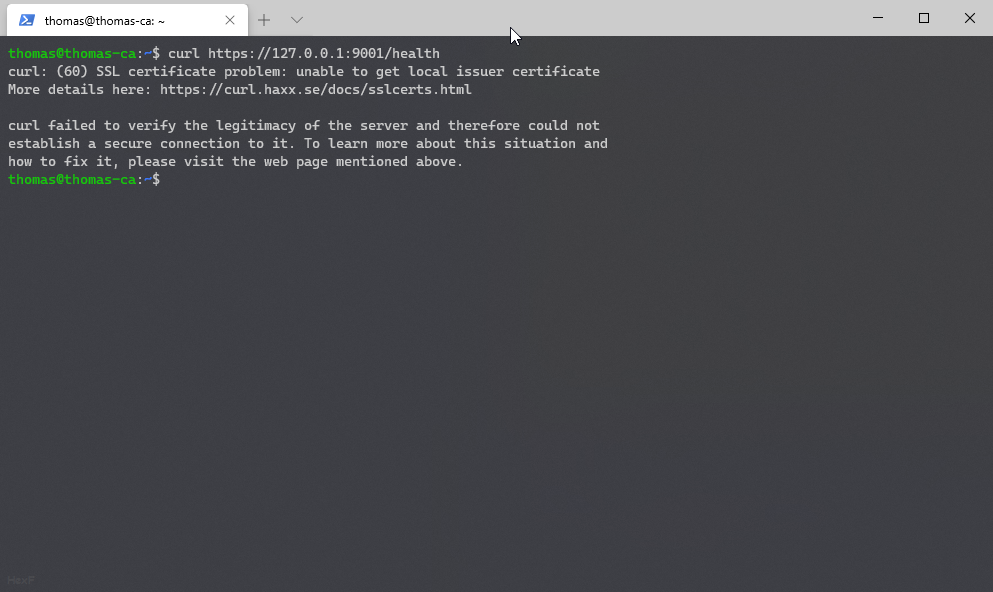 thomas@thomas-ca: ~
thomas@thomas-ca:~$ curl https://127.0.0.1:9001/health
curl: (60) SSL certificate problem: unable to get local issuer certificate
More details here: https://curl.haxx.se/docs/sslcerts.html
curl failed to verify the legitimacy of the server and therefore could not
establish a secure connection to it. To learn more about this situation and
how to fix it, please visit the web page mentioned above.
thomas@thomas-ca:~$